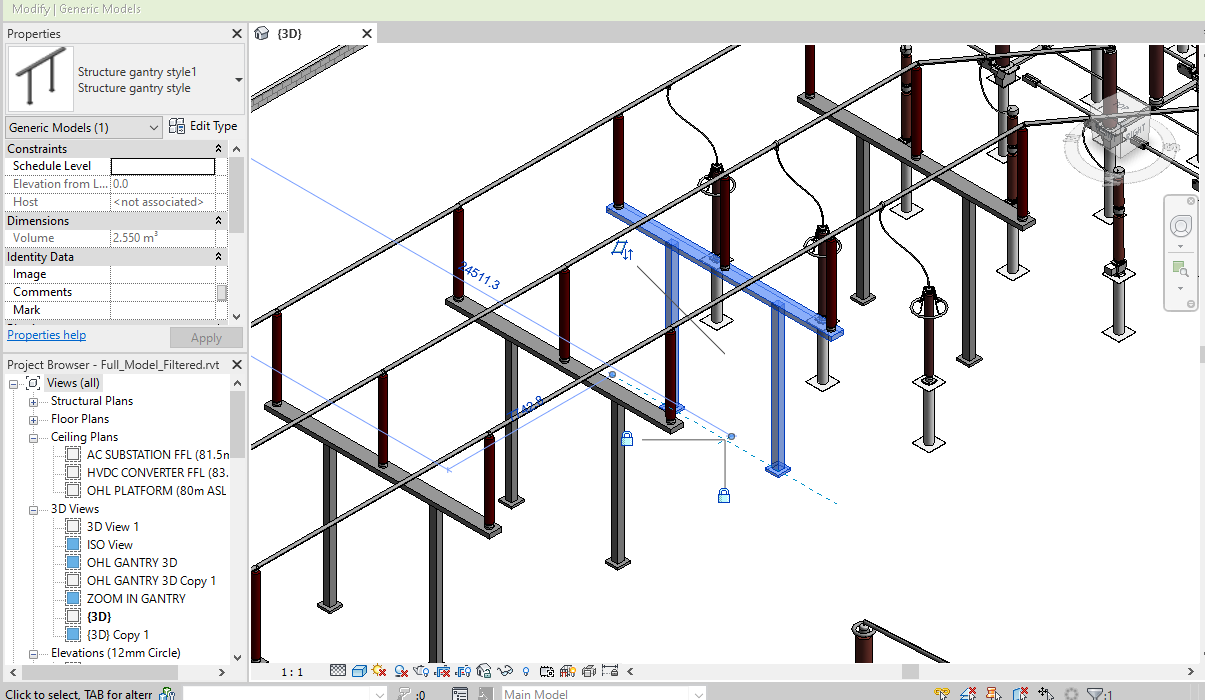 Modify | Generic Models
Properties
{3D}
Structure gantry style1
Structure gantry style
Generic Models (1)
Edit Type
Constraints
Schedule Level
Elevation from L... 0.0
Host <not associated>
Dimensions
Volume 2.550 m³
Identity Data
Image
Comments
Mark
Properties help
Apply
Project Browser - Full_Model_Filtered.rvt
Views (all)
Structural Plans
Floor Plans
Ceiling Plans
AC SUBSTATION FFL (81.5m
HVDC CONVERTER FFL (83.
OHL PLATFORM (80m ASL
3D Views
3D View 1
ISO View
OHL GANTRY 3D
OHL GANTRY 3D Copy 1
ZOOM IN GANTRY
{3D}
{3D} Copy 1
Elevations (12mm Circle)
24511.3
1 : 1
Click to select, TAB for altern
:0
Main Model
:1